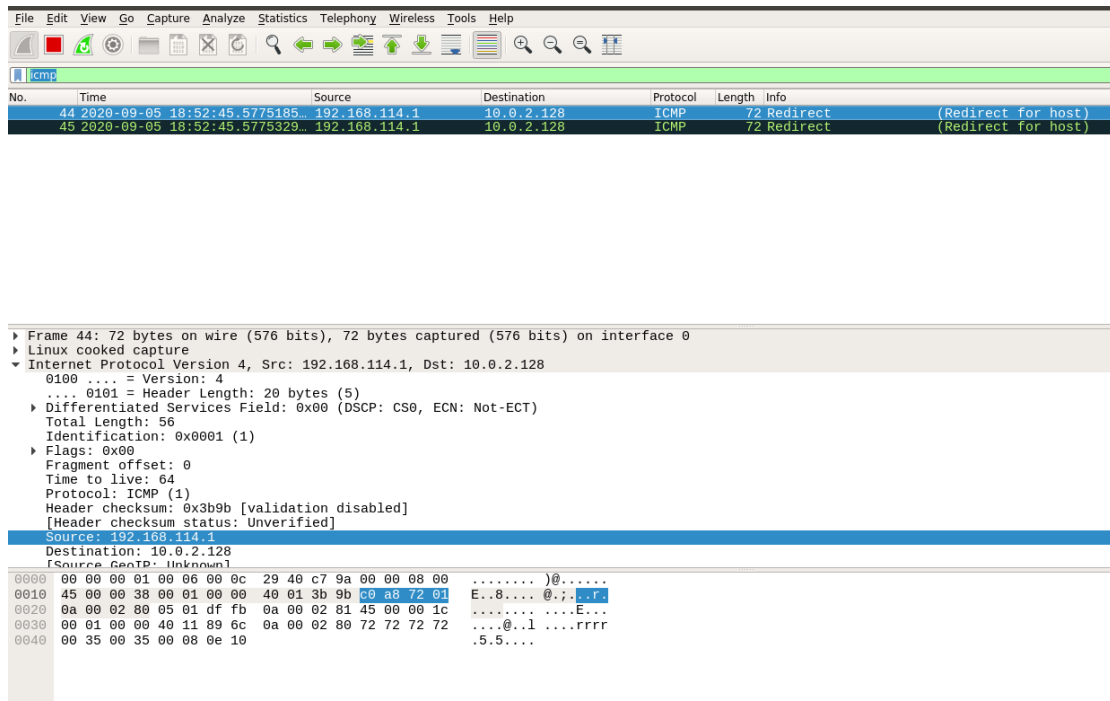 File Edit View Go Capture Analyze Statistics Telephony Wireless Tools Help
icmp
No. Time Source Destination Protocol Length Info
44 2020-09-05 18:52:45.5775185… 192.168.114.1 10.0.2.128 ICMP 72 Redirect (Redirect for host)
45 2020-09-05 18:52:45.5775329… 192.168.114.1 10.0.2.128 ICMP 72 Redirect (Redirect for host)
Frame 44: 72 bytes on wire (576 bits), 72 bytes captured (576 bits) on interface 0
Linux cooked capture
Internet Protocol Version 4, Src: 192.168.114.1, Dst: 10.0.2.128
0100 .... = Version: 4
.... 0101 = Header Length: 20 bytes (5)
Differentiated Services Field: 0x00 (DSCP: CS0, ECN: Not-ECT)
Total Length: 56
Identification: 0x0001 (1)
Flags: 0x00
Fragment offset: 0
Time to live: 64
Protocol: ICMP (1)
Header checksum: 0x3b9b [validation disabled]
[Header checksum status: Unverified]
Source: 192.168.114.1
Destination: 10.0.2.128
[Source GeoIP: Unknown]
0000 00 00 00 01 00 06 00 0c 29 40 c7 9a 00 00 08 00 ........ )@......
0010 45 00 00 38 00 01 00 00 40 01 3b 9b c0 a8 72 01 E..8.... @.;...r.
0020 0a 00 02 80 05 01 df fb 0a 00 02 81 45 00 00 1c ........ ....E...
0030 00 01 00 00 40 11 89 6c 0a 00 02 80 72 72 72 72 ....@..l ....rrrr
0040 00 35 00 35 00 08 0e 10 .5.5....